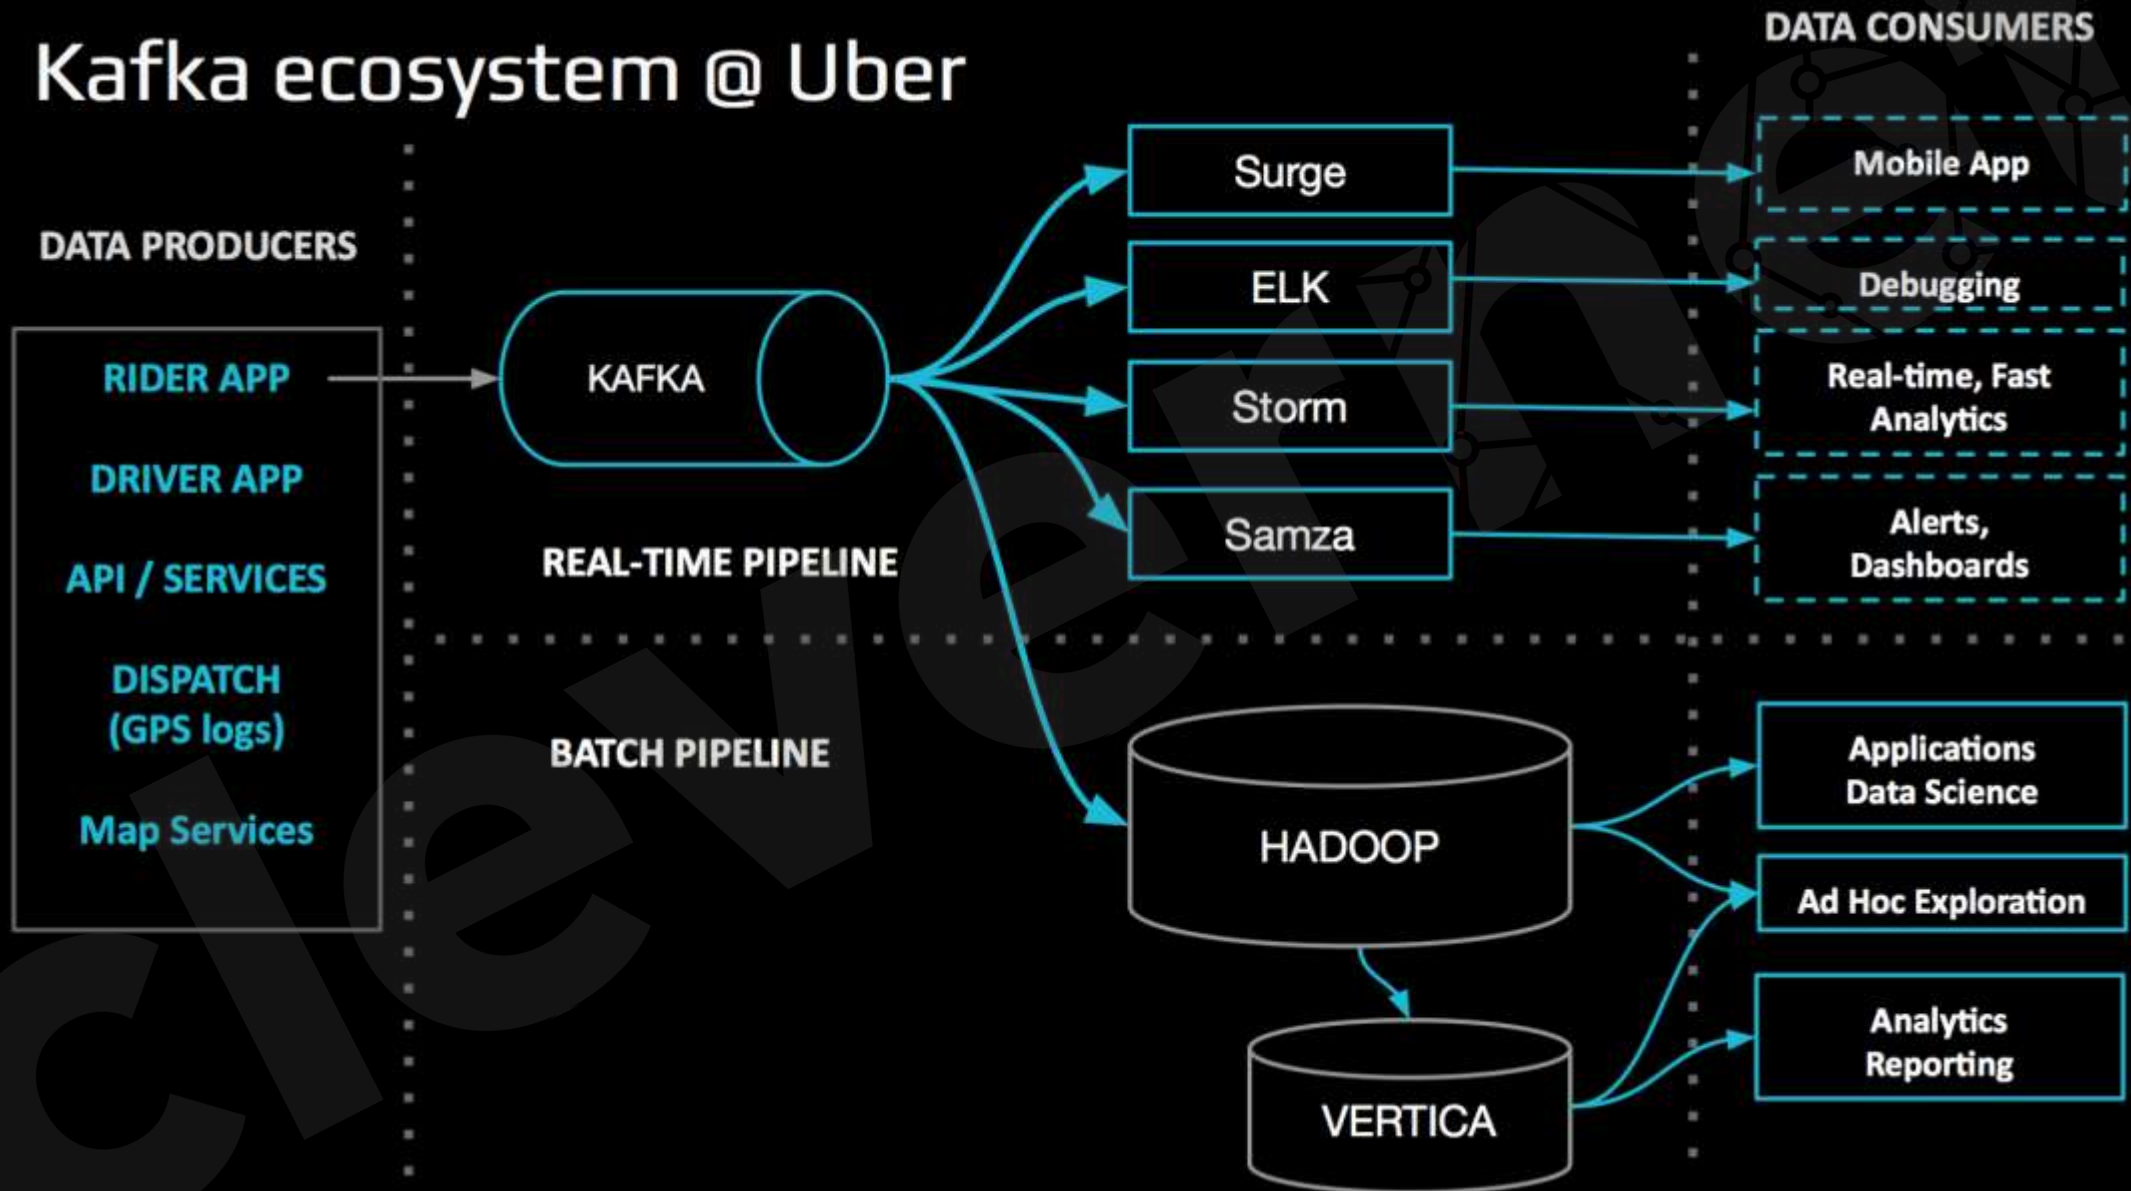 Kafka ecosystem @ Uber
DATA CONSUMERS
DATA PRODUCERS
RIDER APP
DRIVER APP
API / SERVICES
DISPATCH
(GPS logs)
Map Services
KAFKA
REAL-TIME PIPELINE
BATCH PIPELINE
Surge
ELK
Storm
Samza
HADOOP
VERTICA
Mobile App
Debugging
Real-time, Fast
Analytics
Alerts,
Dashboards
Applications
Data Science
Ad Hoc Exploration
Analytics
Reporting